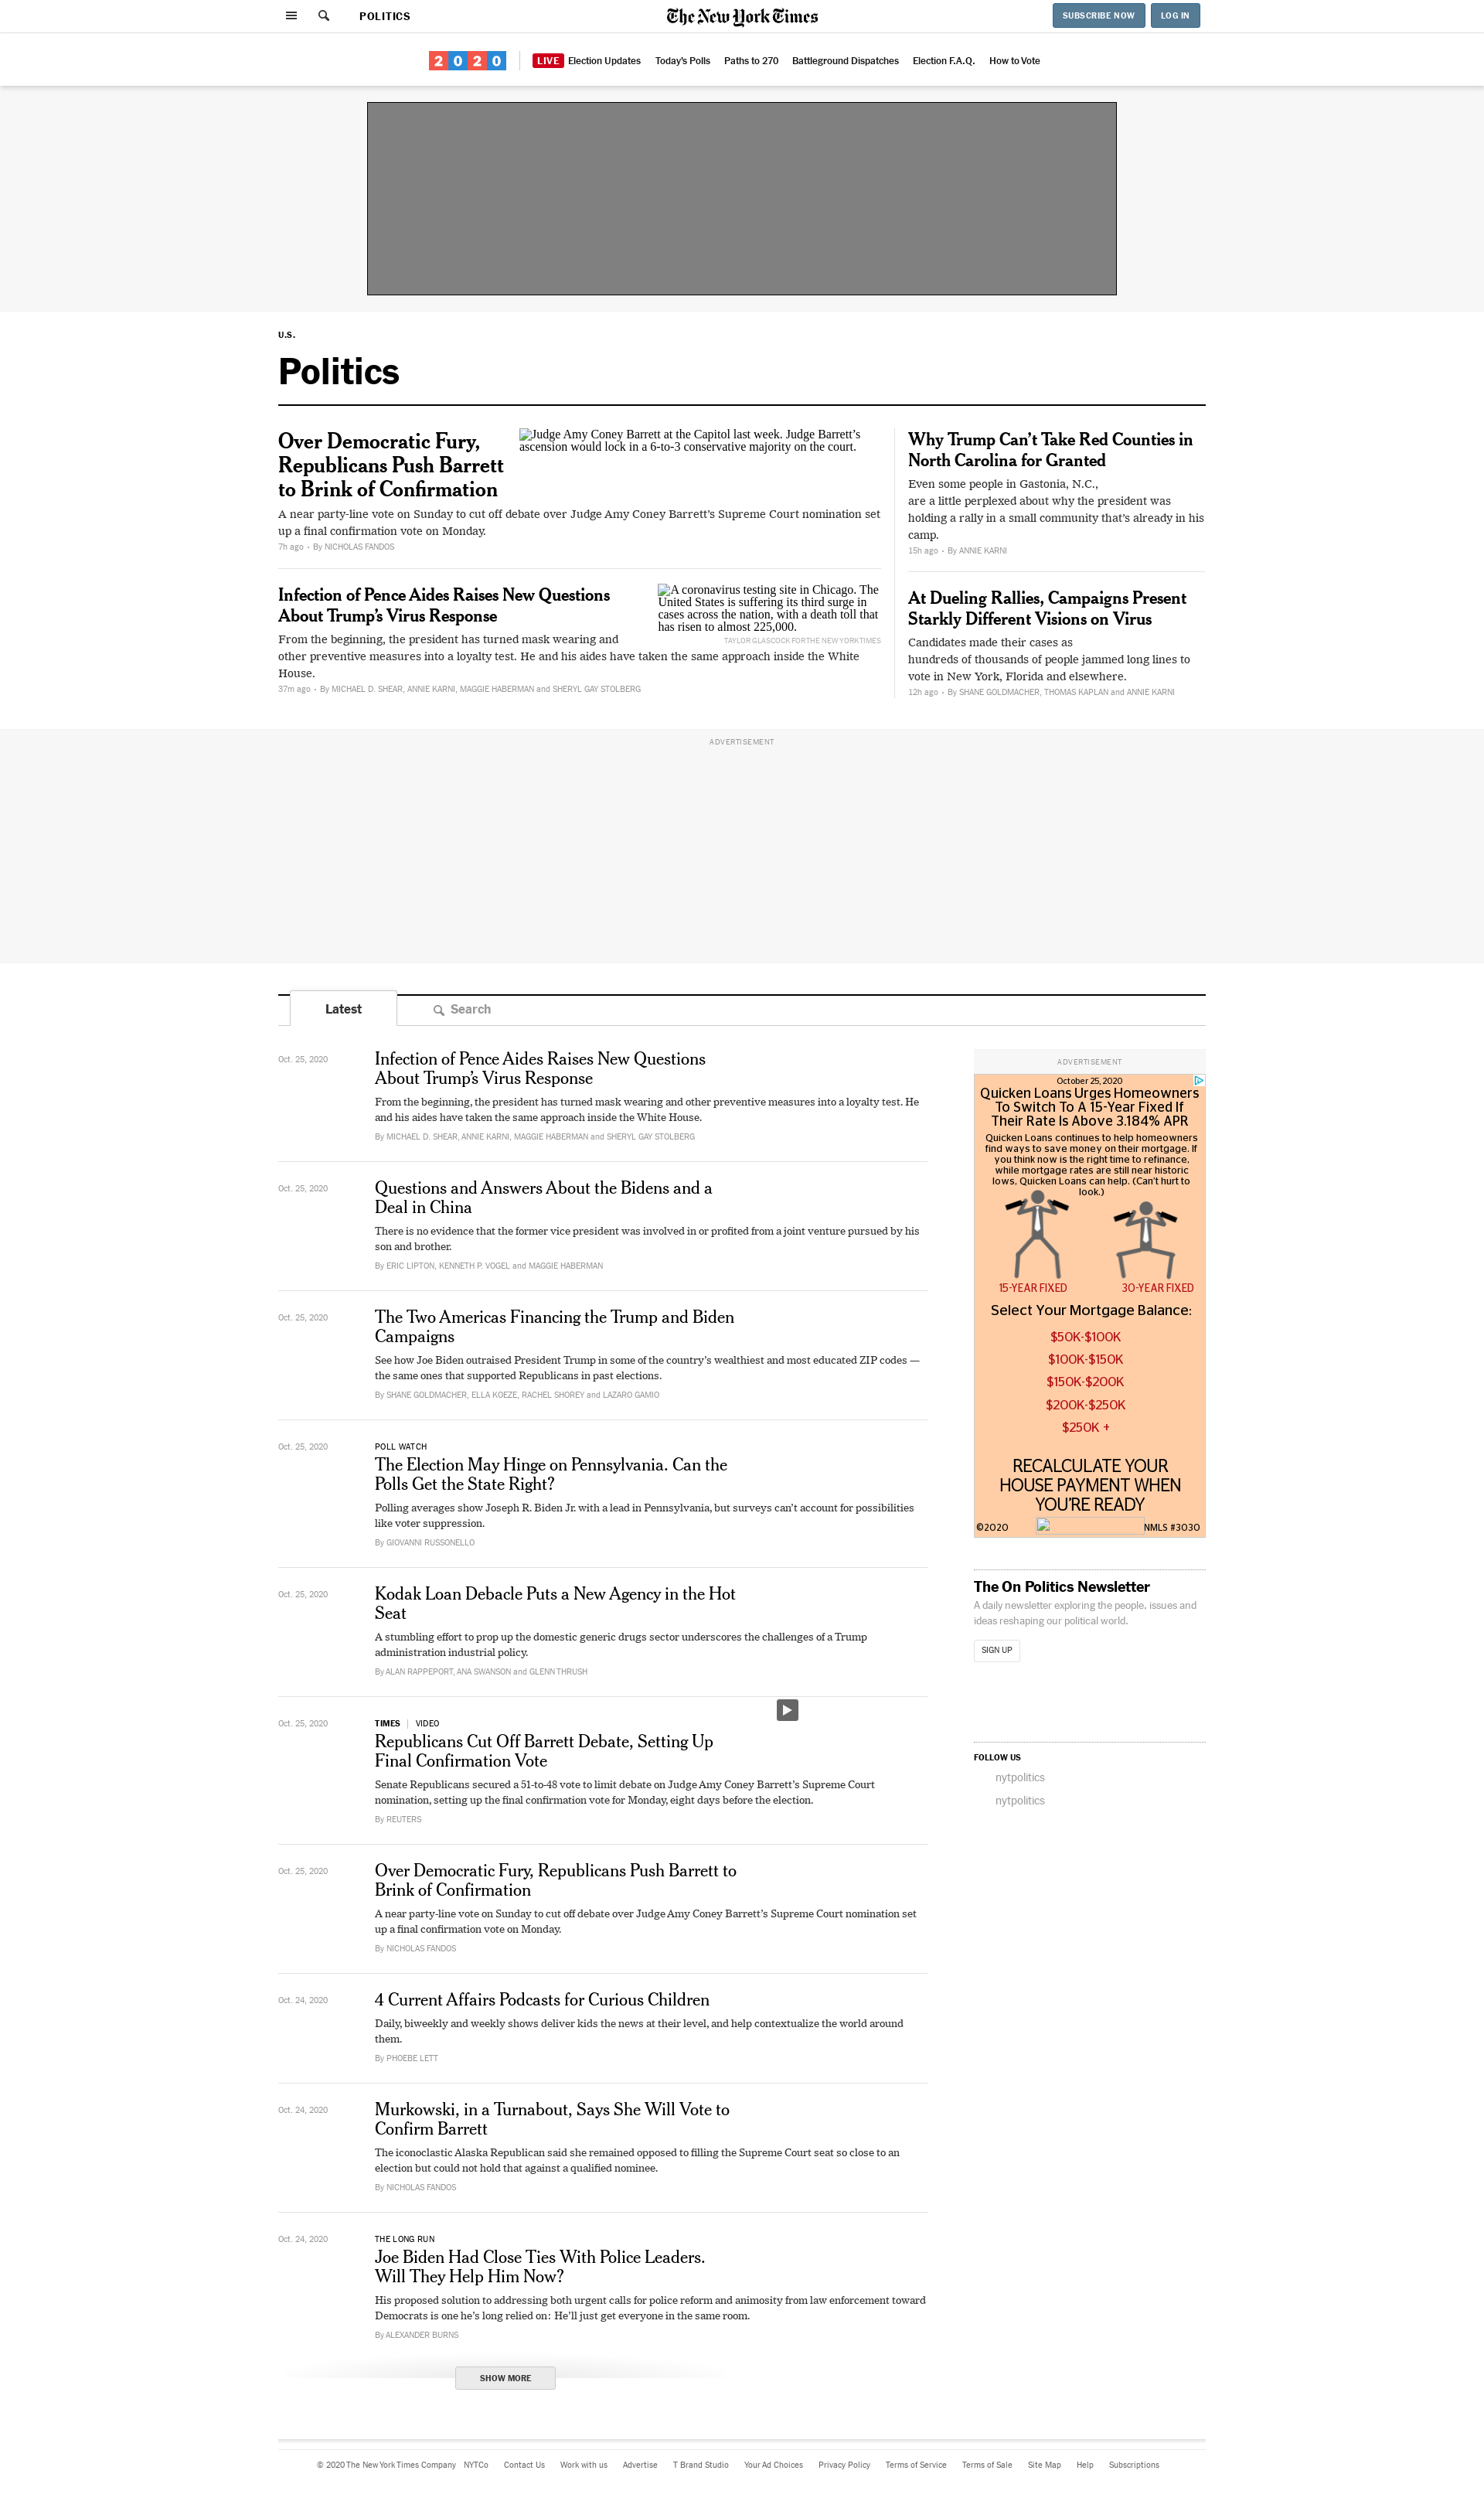 POLITICS
The New York Times
SUBSCRIBE NOW
LOG IN
2020
LIVE Election Updates
Today's Polls
Paths to 270
Battleground Dispatches
Election F.A.Q.
How to Vote
U.S.
Politics
Over Democratic Fury,
Republicans Push Barrett
to Brink of Confirmation
Judge Amy Coney Barrett at the Capitol last week. Judge Barrett’s
ascension would lock in a 6-to-3 conservative majority on the court.
A near party-line vote on Sunday to cut off debate over Judge Amy Coney Barrett’s Supreme Court nomination set
up a final confirmation vote on Monday.
7h ago • By NICHOLAS FANDOS
Infection of Pence Aides Raises New Questions
About Trump’s Virus Response
A coronavirus testing site in Chicago. The
United States is suffering its third surge in
cases across the nation, with a death toll that
has risen to almost 225,000.
TAYLOR GLASCOCK FOR THE NEW YORK TIMES
From the beginning, the president has turned mask wearing and
other preventive measures into a loyalty test. He and his aides have taken the same approach inside the White
House.
37m ago • By MICHAEL D. SHEAR, ANNIE KARNI, MAGGIE HABERMAN and SHERYL GAY STOLBERG
Why Trump Can’t Take Red Counties in
North Carolina for Granted
Even some people in Gastonia, N.C.,
are a little perplexed about why the president was
holding a rally in a small community that’s already in his
camp.
15h ago • By ANNIE KARNI
At Dueling Rallies, Campaigns Present
Starkly Different Visions on Virus
Candidates made their cases as
hundreds of thousands of people jammed long lines to
vote in New York, Florida and elsewhere.
12h ago • By SHANE GOLDMACHER, THOMAS KAPLAN and ANNIE KARNI
ADVERTISEMENT
Latest
Search
Oct. 25, 2020
Infection of Pence Aides Raises New Questions
About Trump’s Virus Response
From the beginning, the president has turned mask wearing and other preventive measures into a loyalty test. He
and his aides have taken the same approach inside the White House.
By MICHAEL D. SHEAR, ANNIE KARNI, MAGGIE HABERMAN and SHERYL GAY STOLBERG
Oct. 25, 2020
Questions and Answers About the Bidens and a
Deal in China
There is no evidence that the former vice president was involved in or profited from a joint venture pursued by his
son and brother.
By ERIC LIPTON, KENNETH P. VOGEL and MAGGIE HABERMAN
Oct. 25, 2020
The Two Americas Financing the Trump and Biden
Campaigns
See how Joe Biden outraised President Trump in some of the country’s wealthiest and most educated ZIP codes —
the same ones that supported Republicans in past elections.
By SHANE GOLDMACHER, ELLA KOEZE, RACHEL SHOREY and LAZARO GAMIO
Oct. 25, 2020
POLL WATCH
The Election May Hinge on Pennsylvania. Can the
Polls Get the State Right?
Polling averages show Joseph R. Biden Jr. with a lead in Pennsylvania, but surveys can’t account for possibilities
like voter suppression.
By GIOVANNI RUSSONELLO
Oct. 25, 2020
Kodak Loan Debacle Puts a New Agency in the Hot
Seat
A stumbling effort to prop up the domestic generic drugs sector underscores the challenges of a Trump
administration industrial policy.
By ALAN RAPPEPORT, ANA SWANSON and GLENN THRUSH
Oct. 25, 2020
TIMES | VIDEO
Republicans Cut Off Barrett Debate, Setting Up
Final Confirmation Vote
Senate Republicans secured a 51-to-48 vote to limit debate on Judge Amy Coney Barrett’s Supreme Court
nomination, setting up the final confirmation vote for Monday, eight days before the election.
By REUTERS
Oct. 25, 2020
Over Democratic Fury, Republicans Push Barrett to
Brink of Confirmation
A near party-line vote on Sunday to cut off debate over Judge Amy Coney Barrett’s Supreme Court nomination set
up a final confirmation vote on Monday.
By NICHOLAS FANDOS
Oct. 24, 2020
4 Current Affairs Podcasts for Curious Children
Daily, biweekly and weekly shows deliver kids the news at their level, and help contextualize the world around
them.
By PHOEBE LETT
Oct. 24, 2020
Murkowski, in a Turnabout, Says She Will Vote to
Confirm Barrett
The iconoclastic Alaska Republican said she remained opposed to filling the Supreme Court seat so close to an
election but could not hold that against a qualified nominee.
By NICHOLAS FANDOS
Oct. 24, 2020
THE LONG RUN
Joe Biden Had Close Ties With Police Leaders.
Will They Help Him Now?
His proposed solution to addressing both urgent calls for police reform and animosity from law enforcement toward
Democrats is one he’s long relied on: He’ll just get everyone in the same room.
By ALEXANDER BURNS
SHOW MORE
ADVERTISEMENT
October 25, 2020
Quicken Loans Urges Homeowners
To Switch To A 15-Year Fixed If
Their Rate Is Above 3.184% APR
Quicken Loans continues to help homeowners
find ways to save money on their mortgage. If
you think now is the right time to refinance,
while mortgage rates are still near historic
lows, Quicken Loans can help. (Can't hurt to
look.)
15-YEAR FIXED
30-YEAR FIXED
Select Your Mortgage Balance:
$50K-$100K
$100K-$150K
$150K-$200K
$200K-$250K
$250K +
RECALCULATE YOUR
HOUSE PAYMENT WHEN
YOU'RE READY
©2020
NMLS #3030
The On Politics Newsletter
A daily newsletter exploring the people, issues and
ideas reshaping our political world.
SIGN UP
FOLLOW US
nytpolitics
nytpolitics
© 2020 The New York Times Company
NYTCo
Contact Us
Work with us
Advertise
T Brand Studio
Your Ad Choices
Privacy Policy
Terms of Service
Terms of Sale
Site Map
Help
Subscriptions